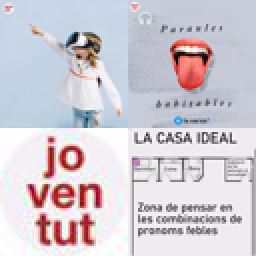 Paraules
habitables
jo
ven
tut
LA CASA IDEAL
Zona de pensar en
les combinacions de
pronoms febles